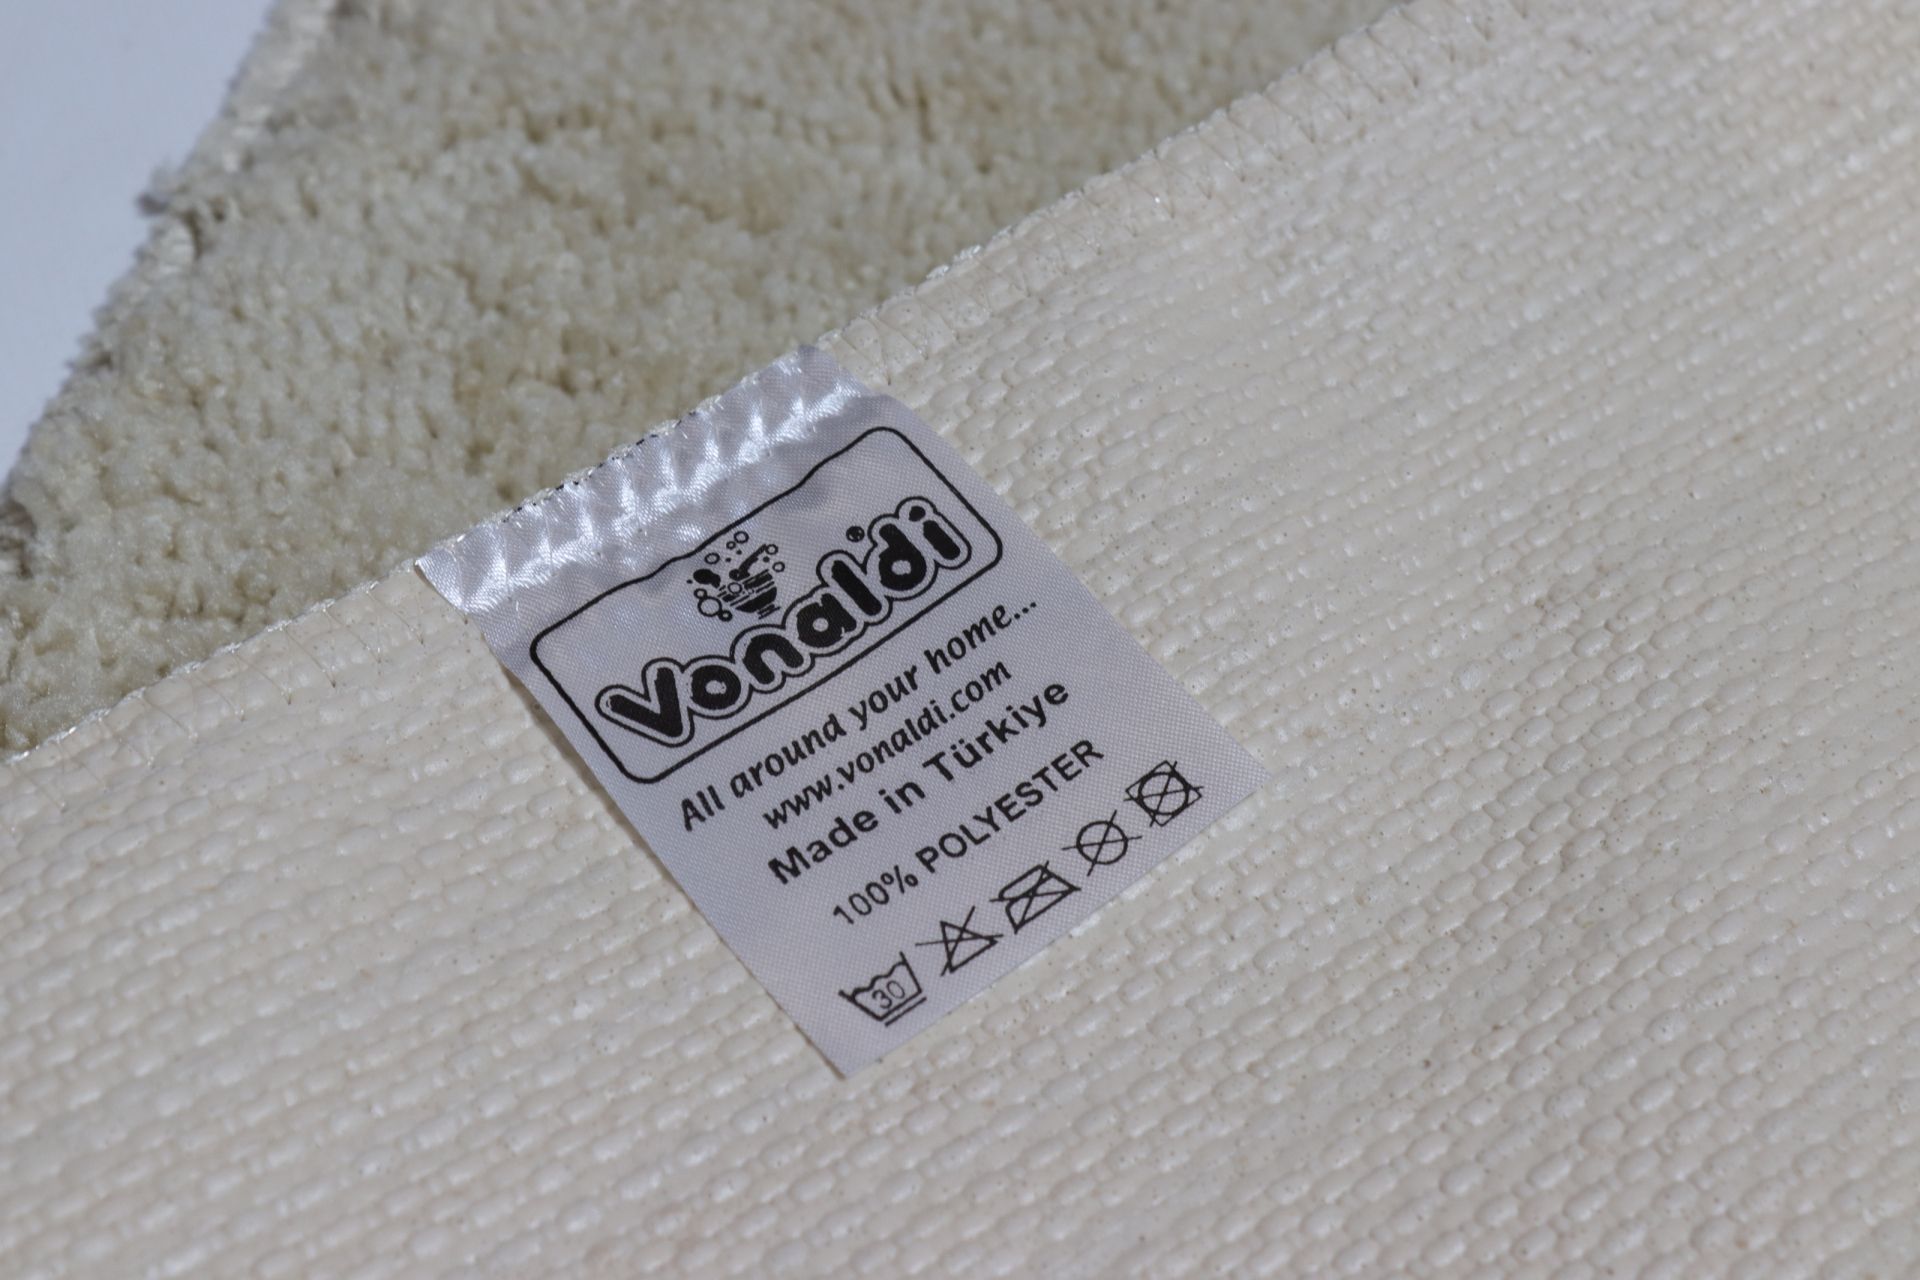 Vonaldi®
All around your home...
www.vonaldi.com
Made in Türkiye
100% POLYESTER
30